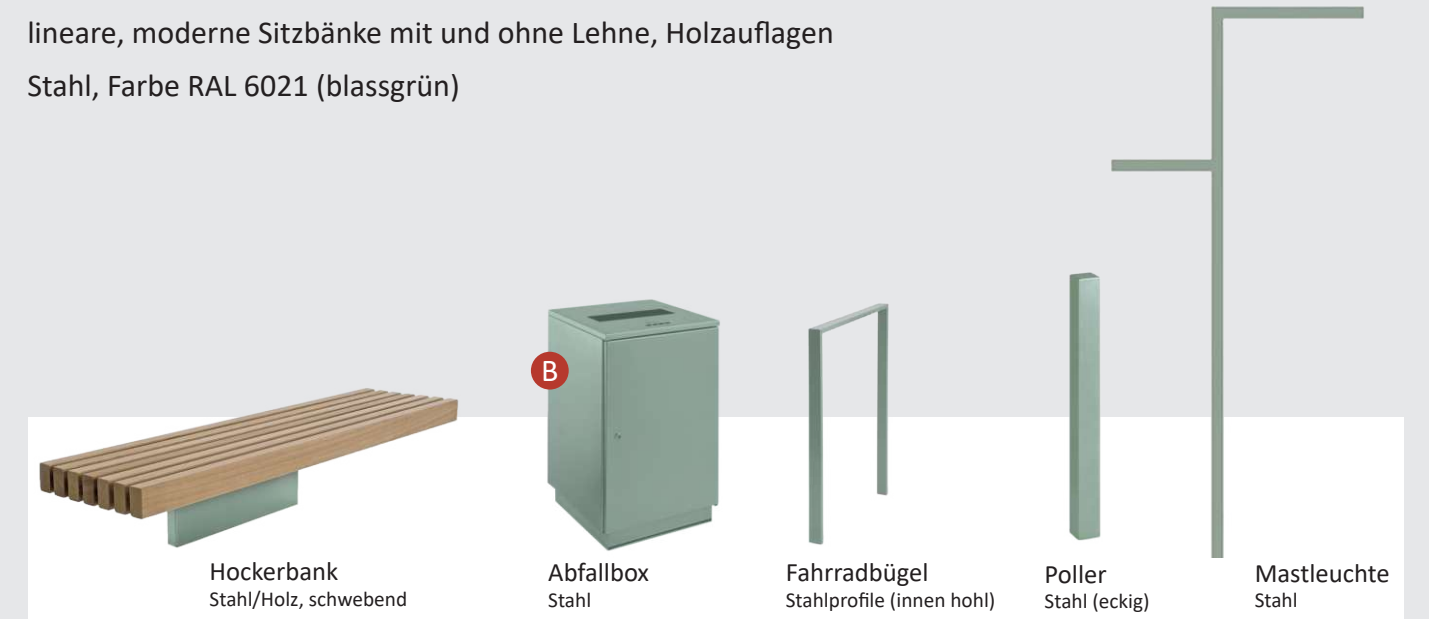 lineare, moderne Sitzbänke mit und ohne Lehne, Holzauflagen
Stahl, Farbe RAL 6021 (blassgrün)
B
Hockerbank
Stahl/Holz, schwebend
Abfallbox
Stahl
Fahrradbügel
Stahlprofile (innen hohl)
Poller
Stahl (eckig)
Mastleuchte
Stahl